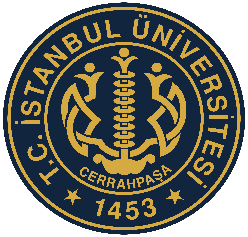 T.C. İSTANBUL ÜNİVERSİTESİ
CERRAHPAŞA
1453